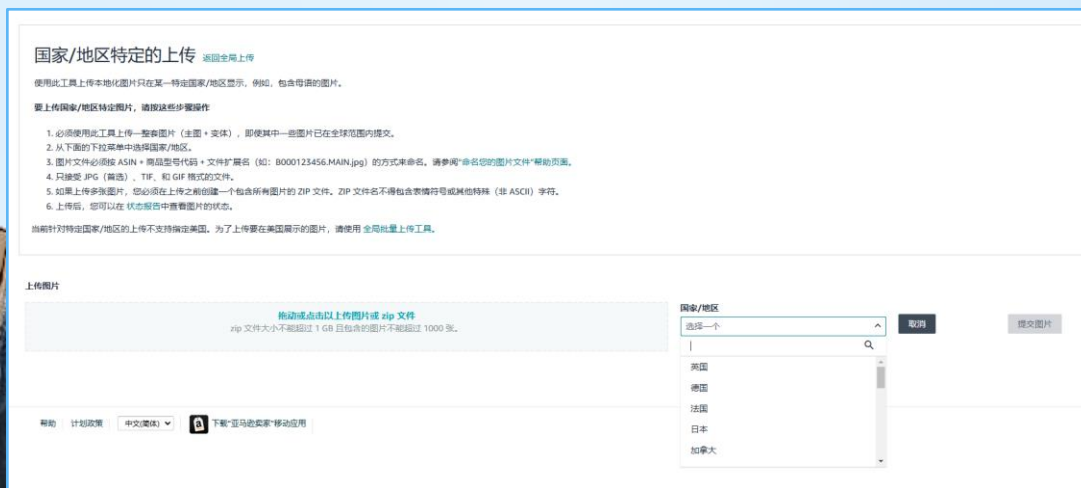 国家/地区特定的上传 返回全局上传
使用此工具上传本地化图片只在某一特定国家/地区显示，例如，包含母语的图片。
要上传国家/地区特定图片，请按这些步骤操作
1. 必须使用此工具上传一整套图片（主图 + 变体），即使其中一些图片已在全球范围内提交。
2. 从下面的下拉菜单中选择国家/地区。
3. 图片文件必须按 ASIN + 商品型号代码 + 文件扩展名（如：B000123456.MAIN.jpg）的方式来命名。请参阅"命名您的图片文件"帮助页面。
4. 只接受 JPG（首选）、TIF、和 GIF 格式的文件。
5. 如果上传多张图片，您必须在上传之前创建一个包含所有图片的 ZIP 文件。ZIP 文件名不得包含表情符号或其他特殊（非 ASCII）字符。
6. 上传后，您可以在 状态报告中查看图片的状态。
当前针对特定国家/地区的上传不支持指定美国。为了上传要在美国展示的图片，请使用 全局批量上传工具。
上传图片
拖动或点击以上传图片或 zip 文件
zip 文件大小不能超过 1 GB 且包含的图片不能超过 1000 张。
国家/地区
选择一个
取消
提交图片
英国
德国
法国
日本
加拿大
帮助 计划政策 中文(简体) 下载"亚马逊卖家"移动应用